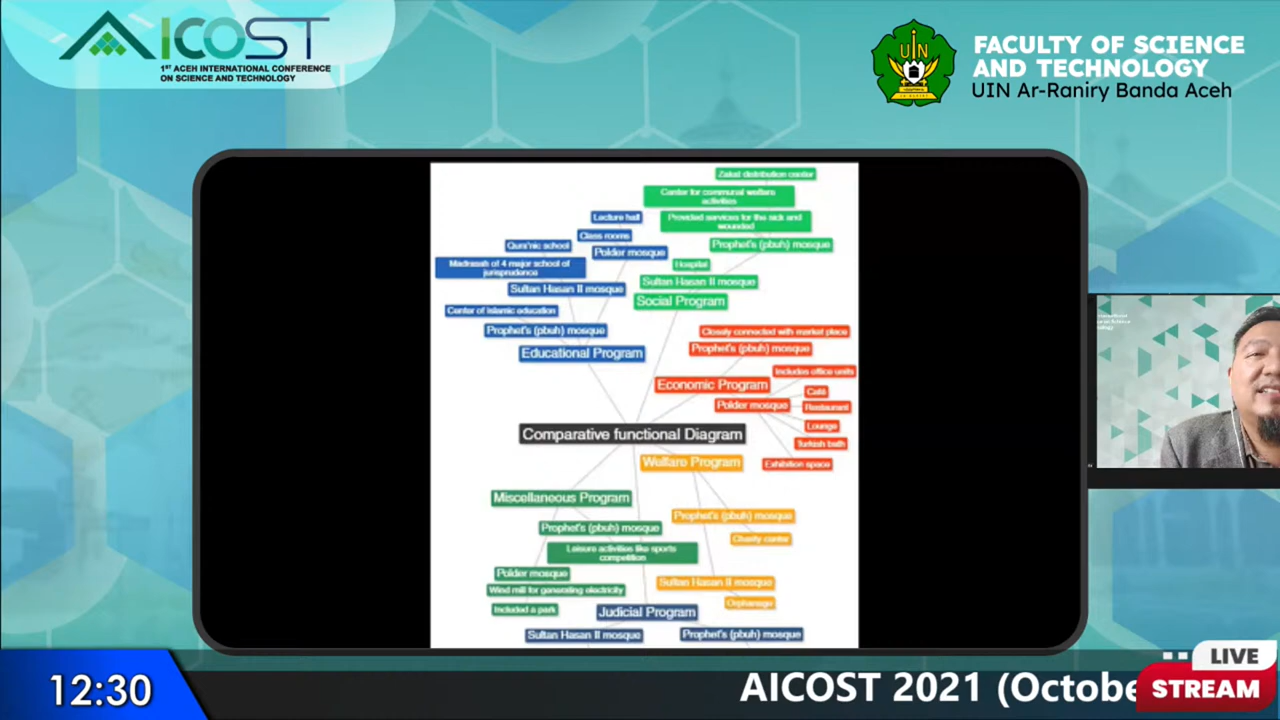 AICOST
1ST ACEH INTERNATIONAL CONFERENCE
ON SCIENCE AND TECHNOLOGY
UIN
FACULTY OF SCIENCE
AND TECHNOLOGY
UIN Ar-Raniry Banda Aceh
Zakat distribution center
Center for communal welfare
activities
Provided services for the sick and
wounded
Prophet's (pbuh) mosque
Hospital
Sultan Hasan II mosque
Social Program
Lecture hall
Class rooms
Polder mosque
Qura'nic school
Madrasah of 4 major school of
jurisprudence
Sultan Hasan II mosque
Center of islamic education
Prophet's (pbuh) mosque
Educational Program
Closely connected with market place
Prophet's (pbuh) mosque
Includes office units
Economic Program
Café
Polder mosque
Restaurant
Lounge
Turkish bath
Exhibition space
Comparative functional Diagram
Welfare Program
Miscellaneous Program
Prophet's (pbuh) mosque
Charity center
Prophet's (pbuh) mosque
Leisure activities like sports
competition
Polder mosque
Wind mill for generating electricity
Included a park
Sultan Hasan II mosque
Orphanage
Judicial Program
Sultan Hasan II mosque
Prophet's (pbuh) mosque
12:30
AICOST 2021 (Octobe
LIVE
STREAM